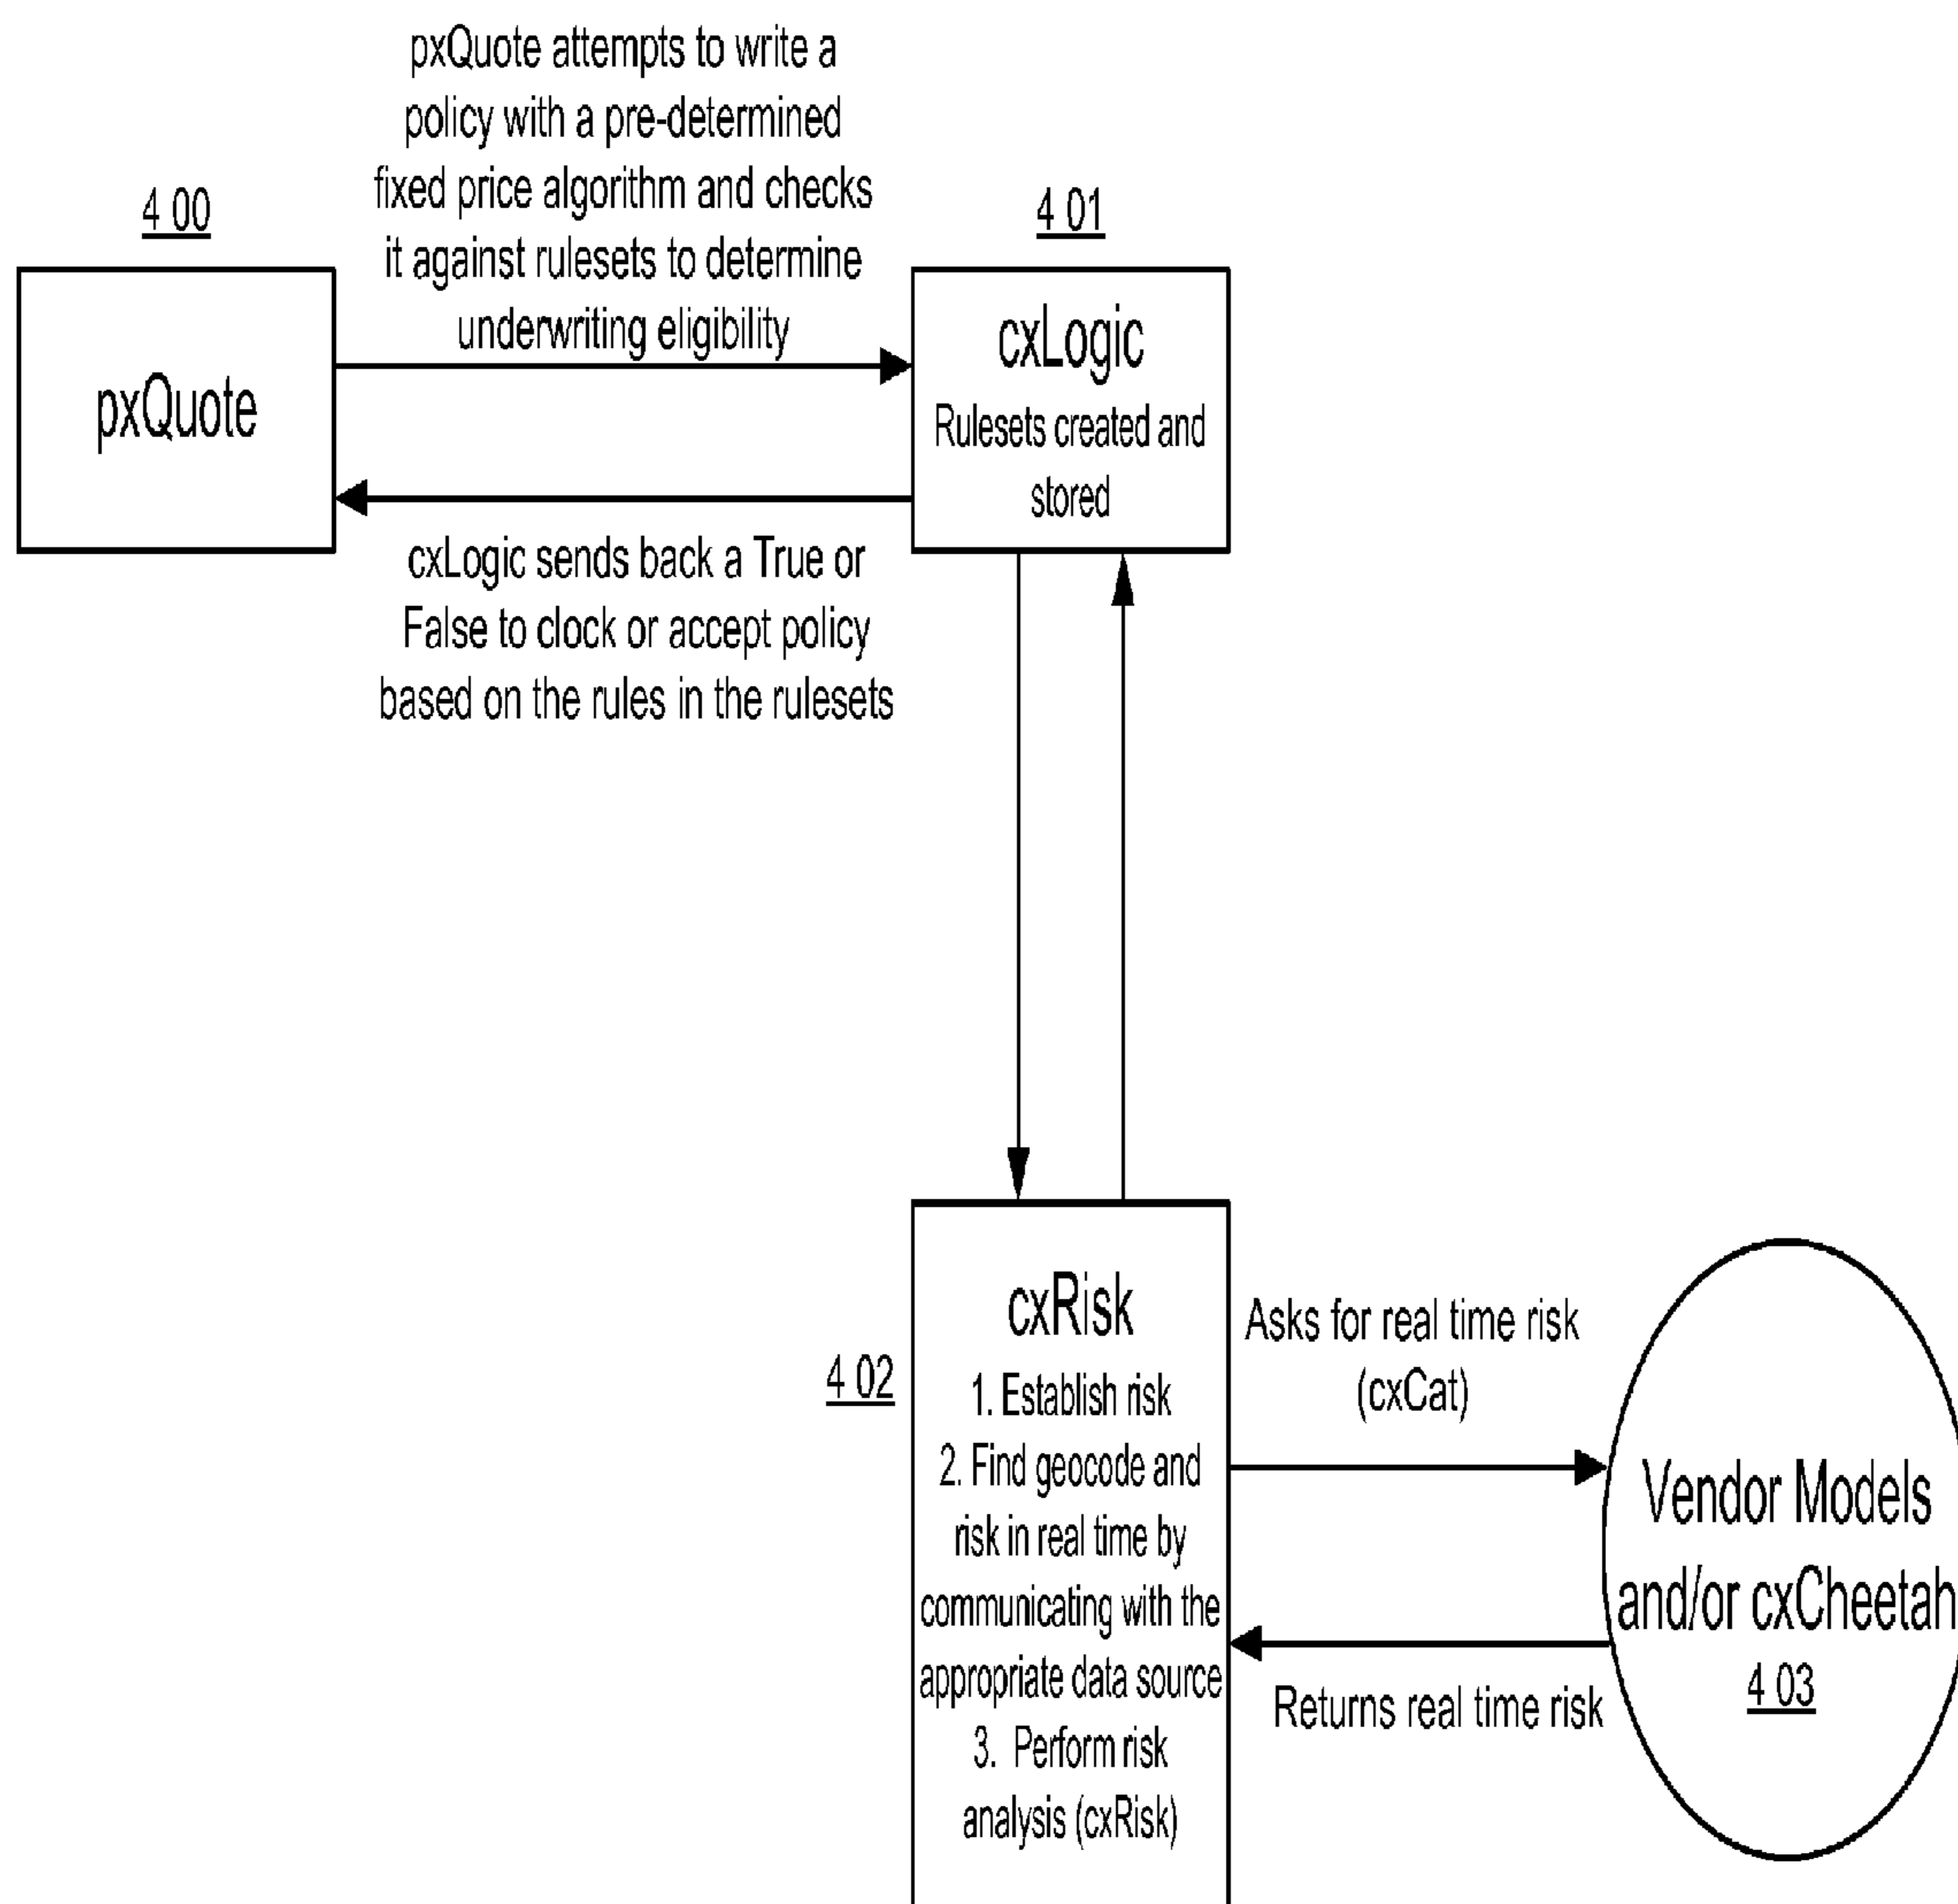 pxQuote attempts to write a
policy with a pre-determined
fixed price algorithm and checks
it against rulesets to determine
underwriting eligibility
4 00
4 01
pxQuote
cxLogic
Rulesets created and
stored
cxLogic sends back a True or
False to clock or accept policy
based on the rules in the rulesets
4 02
cxRisk
1. Establish risk
2. Find geocode and
risk in real time by
communicating with the
appropriate data source
3. Perform risk
analysis (cxRisk)
Asks for real time risk
(cxCat)
Returns real time risk
Vendor Models
and/or cxCheetah
4 03